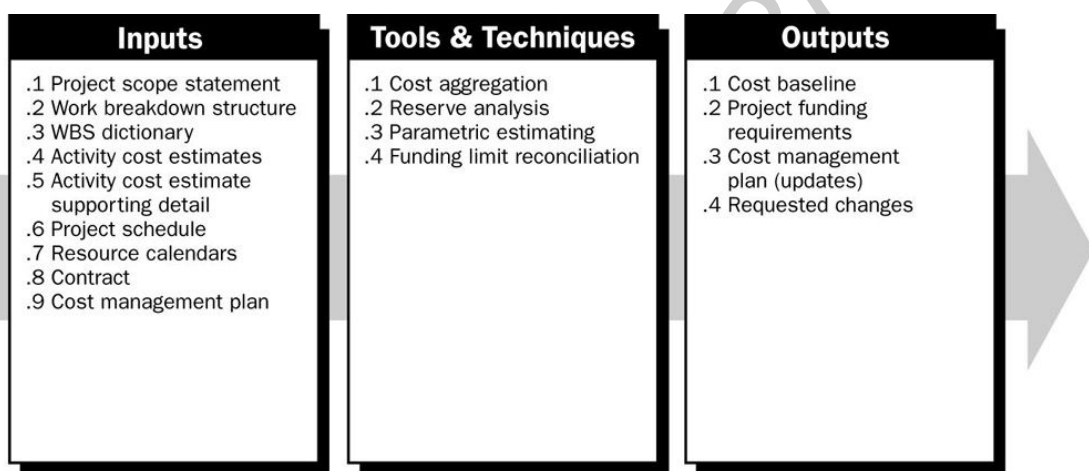 Inputs
.1 Project scope statement
.2 Work breakdown structure
.3 WBS dictionary
.4 Activity cost estimates
.5 Activity cost estimate
supporting detail
.6 Project schedule
.7 Resource calendars
.8 Contract
.9 Cost management plan
Tools & Techniques
.1 Cost aggregation
.2 Reserve analysis
.3 Parametric estimating
.4 Funding limit reconciliation
Outputs
.1 Cost baseline
.2 Project funding
requirements
.3 Cost management
plan (updates)
.4 Requested changes